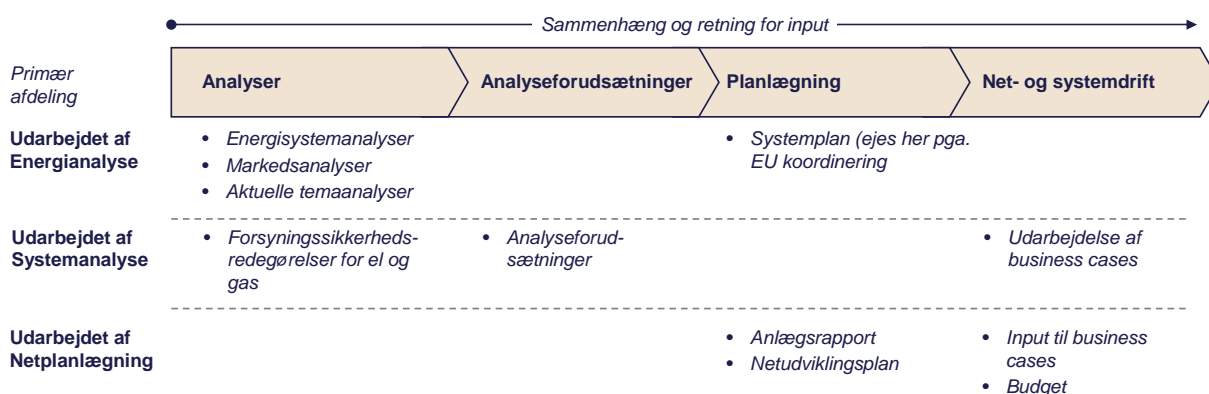 Sammenhæng og retning for input
Primær
afdeling
Analyser
Analyseforudsætninger
Planlægning
Net- og systemdrift
Udarbejdet af
Energianalyse
• Energisystemanalyser
• Markedsanalyser
• Aktuelle temaanalyser
• Systemplan (ejes her pga.
EU koordinering
Udarbejdet af
Systemanalyse
• Forsyningssikkerheds-
redegørelser for el og
gas
• Analyseforud-
sætninger
• Udarbejdelse af
business cases
Udarbejdet af
Netplanlægning
• Anlægsrapport
• Netudviklingsplan
• Input til business
cases
• Budget